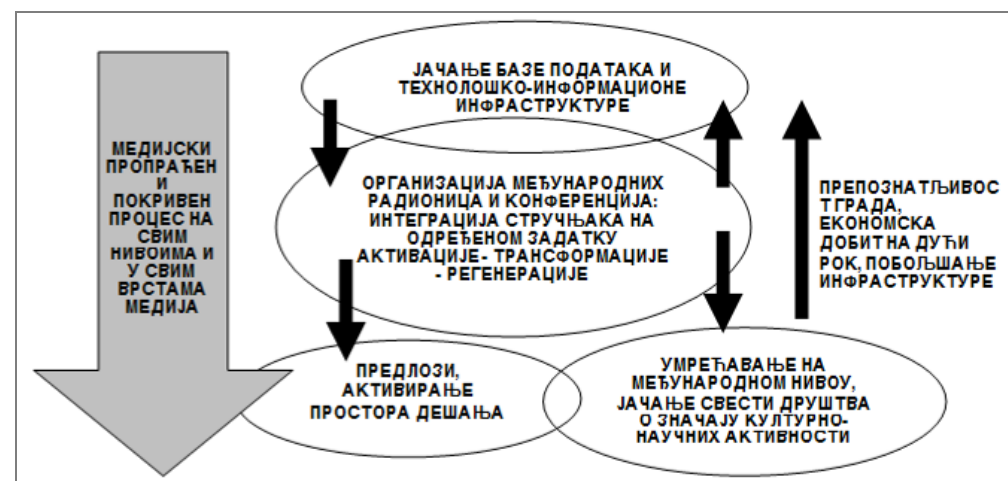 ЈАЧАЊЕ БАЗЕ ПОДАТАКА И
ТЕХНОЛОШКО-ИНФОРМАЦИОНЕ
ИНФРАСТРУКТУРЕ
МЕДИЈСКИ
ПРОПРАЋЕН
И
ПОКРИВЕН
ПРОЦЕС НА
СВИМ
НИВОИМА И
У СВИМ
ВРСТАМА
МЕДИЈА
ОРГАНИЗАЦИЈА МЕЂУНАРОДНИХ
РАДИОНИЦА И КОНФЕРЕНЦИЈА:
ИНТЕГРАЦИЈА СТРУЧЊАКА НА
ОДРЕЂЕНОМ ЗАДАТКУ
АКТИВАЦИЈЕ - ТРАНСФОРМАЦИЈЕ
- РЕГЕНЕРАЦИЈЕ
ПРЕПОЗНАТЉИВОС
Т ГРАДА,
ЕКОНОМСКА
ДОБИТ НА ДУЋИ
РОК, ПОБОЉШАЊЕ
ИНФРАСТРУКТУРЕ
ПРЕДЛОЗИ,
АКТИВИРАЊЕ
ПРОСТОРА ДЕШАЊА
УМРЕЋАВАЊЕ НА
МЕЂУНАРОДНОМ НИВОУ,
ЈАЧАЊЕ СВЕСТИ ДРУШТВА
О ЗНАЧАЈУ КУЛТУРНО-
НАУЧНИХ АКТИВНОСТИ